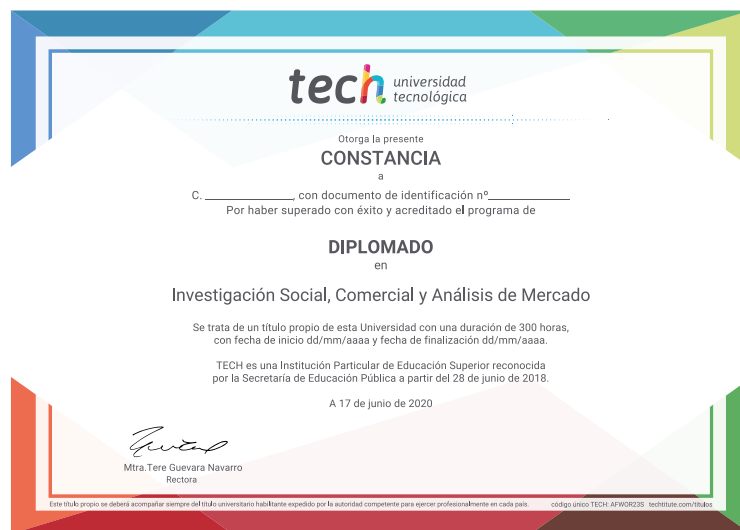 tech universidad
tecnológica
Otorga la presente
CONSTANCIA
a
C. ______________, con documento de identificación nº_____________
Por haber superado con éxito y acreditado el programa de
DIPLOMADO
en
Investigación Social, Comercial y Análisis de Mercado
Se trata de un título propio de esta Universidad con una duración de 300 horas,
con fecha de inicio dd/mm/aaaa y fecha de finalización dd/mm/aaaa.
TECH es una Institución Particular de Educación Superior reconocida
por la Secretaría de Educación Pública a partir del 28 de junio de 2018.
A 17 de junio de 2020
Mtra.Tere Guevara Navarro
Rectora
Este título propio se deberá acompañar siempre del título universitario habilitante expedido por la autoridad competente para ejercer profesionalmente en cada país. código único TECH: AFWOR23S techtitute.com/titulos